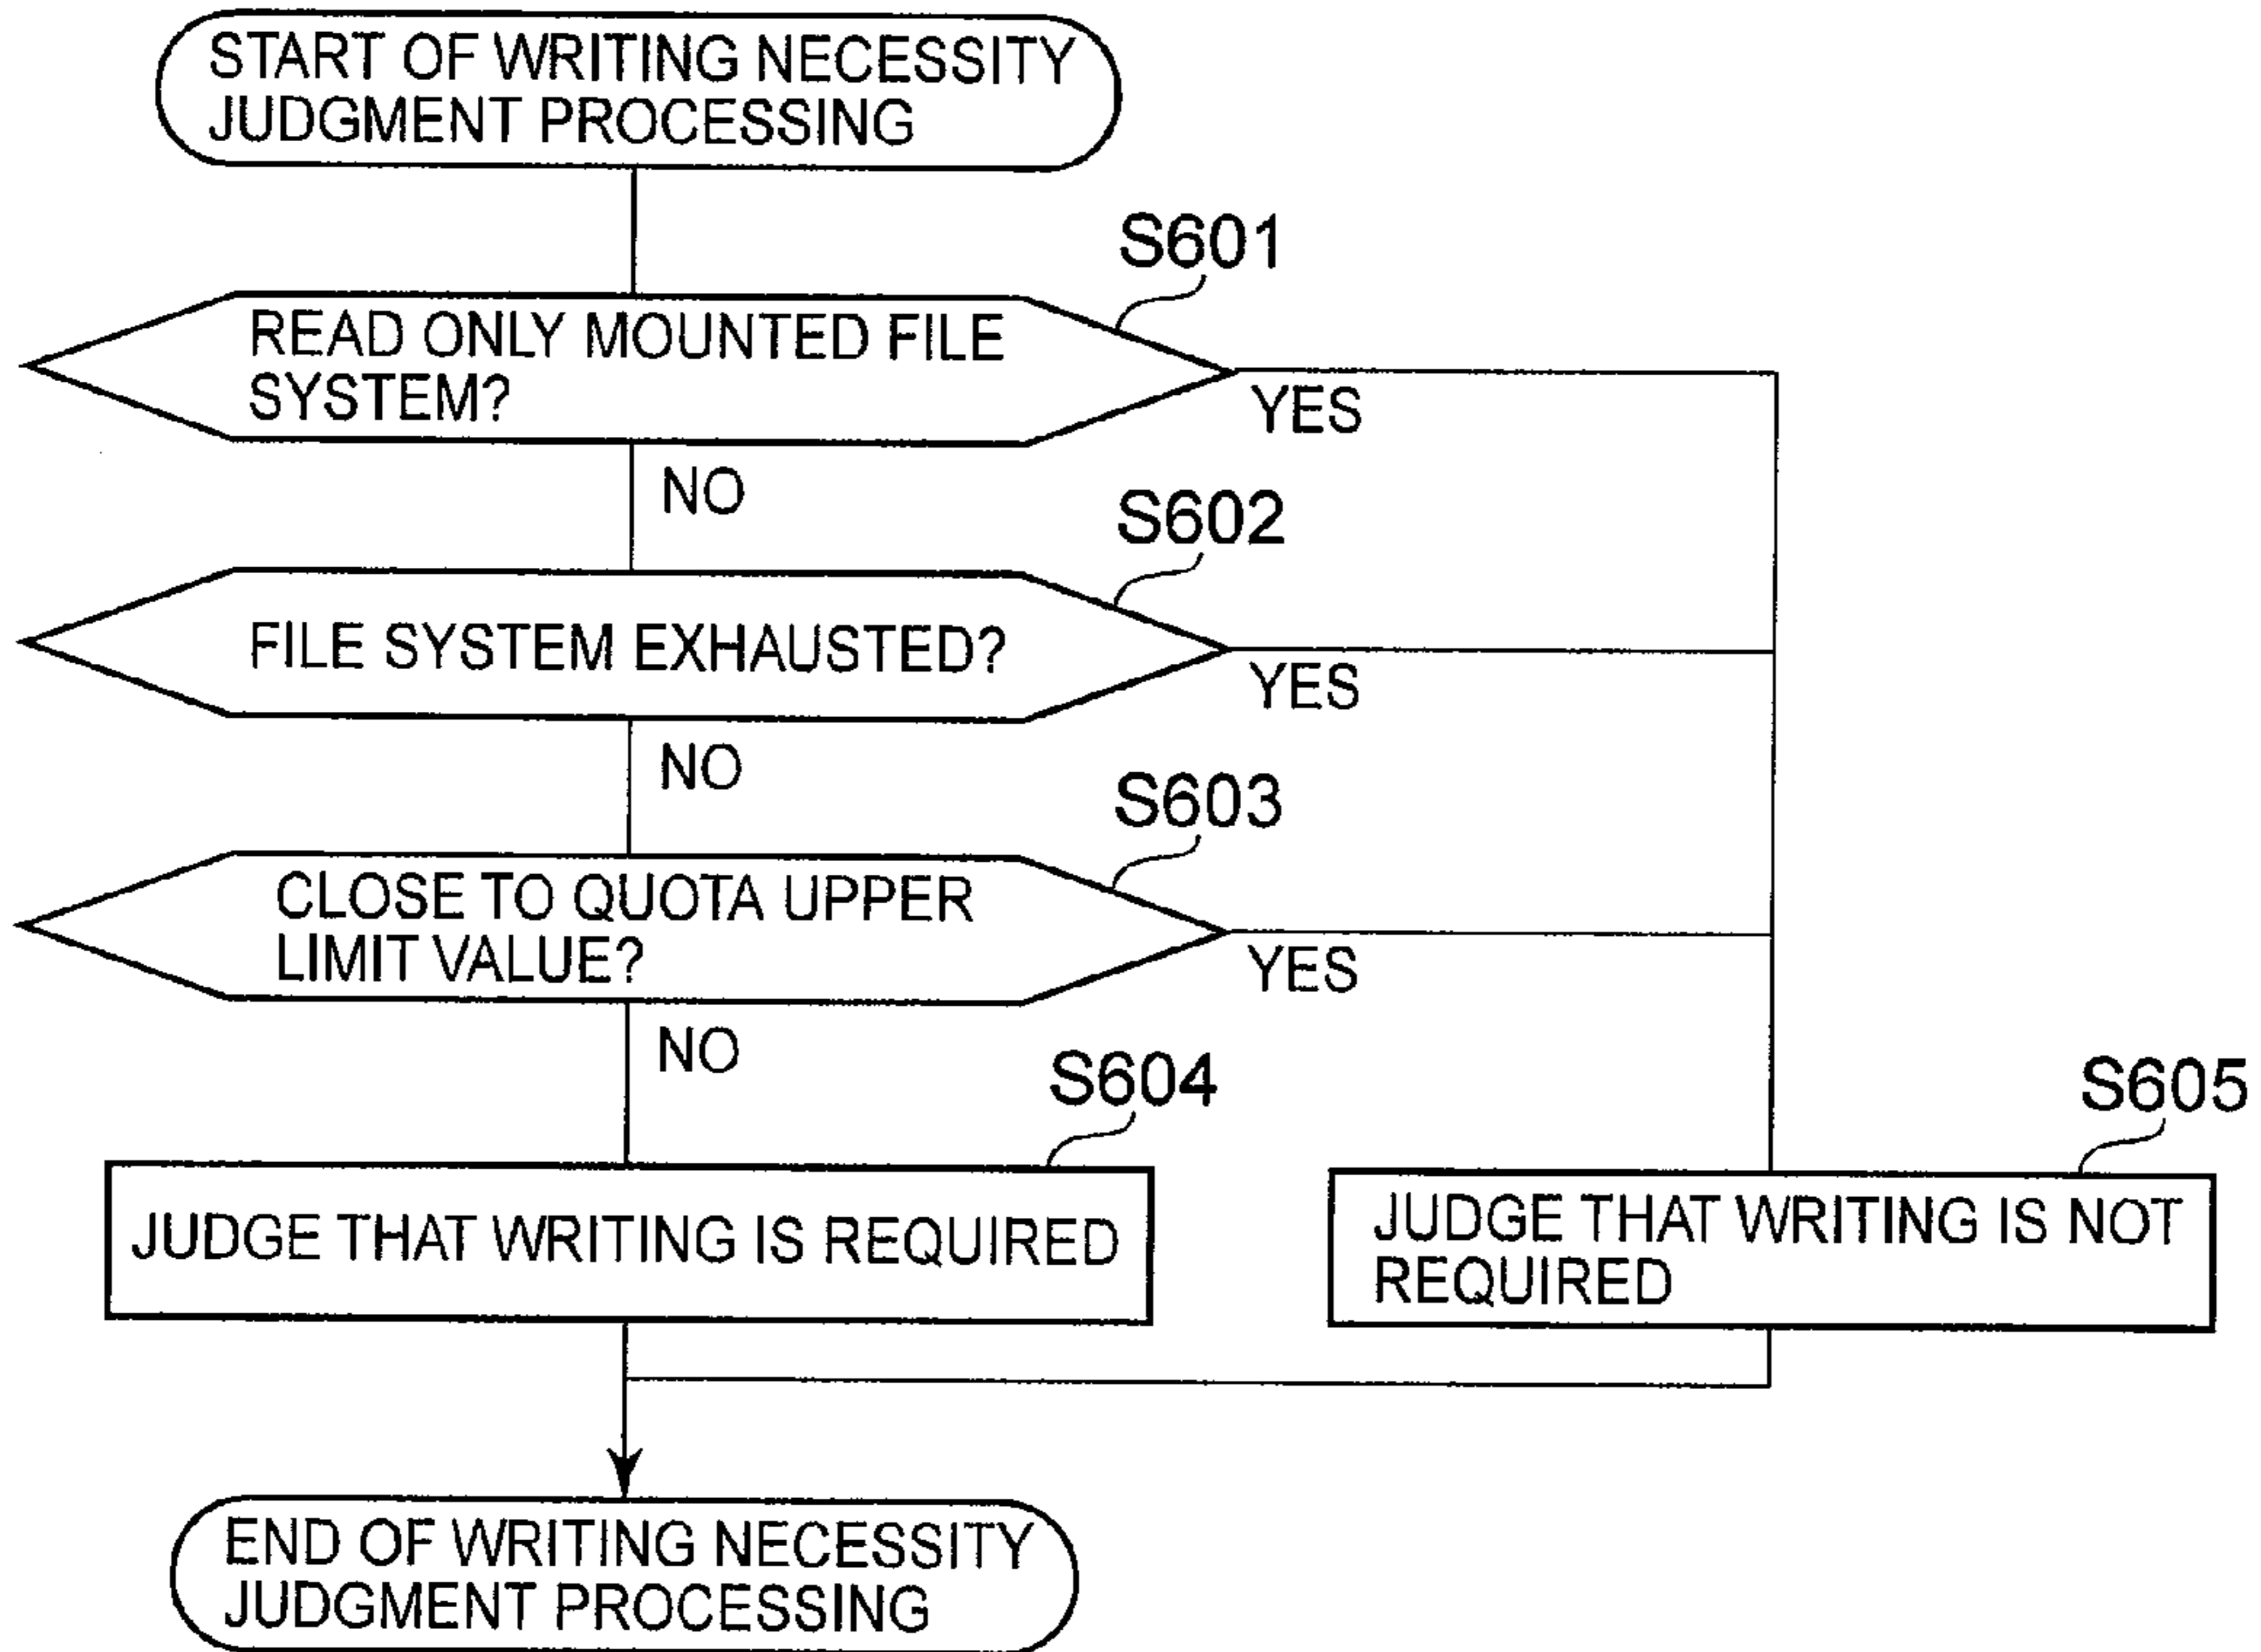 START OF WRITING NECESSITY
JUDGMENT PROCESSING
S601
READ ONLY MOUNTED FILE
SYSTEM?
YES
NO
S602
FILE SYSTEM EXHAUSTED?
YES
NO
S603
CLOSE TO QUOTA UPPER
LIMIT VALUE?
YES
NO
S604
JUDGE THAT WRITING IS REQUIRED
S605
JUDGE THAT WRITING IS NOT
REQUIRED
END OF WRITING NECESSITY
JUDGMENT PROCESSING